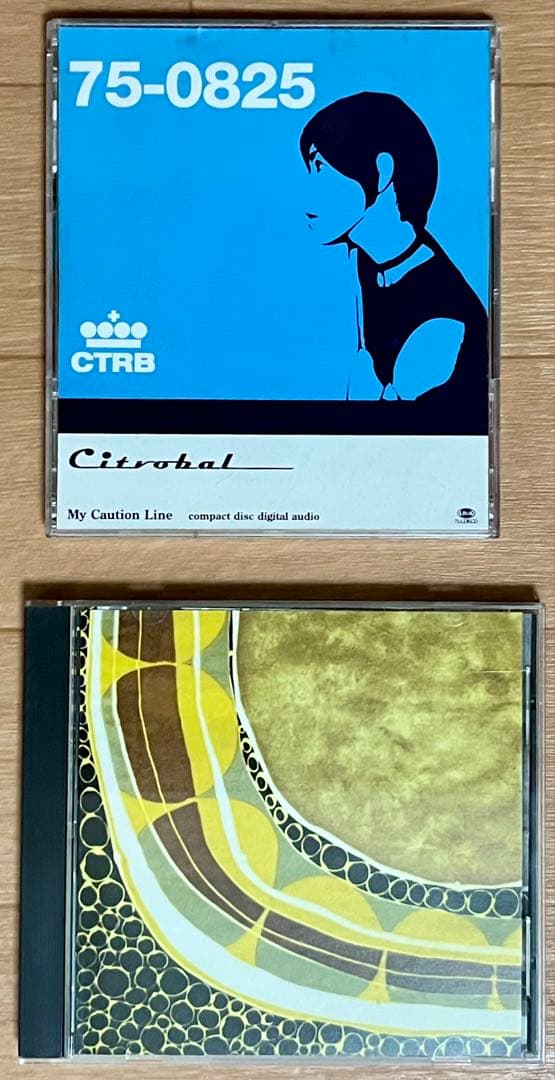 75-0825
CTRB
Citrobal
My Caution Line compact disc digital audio